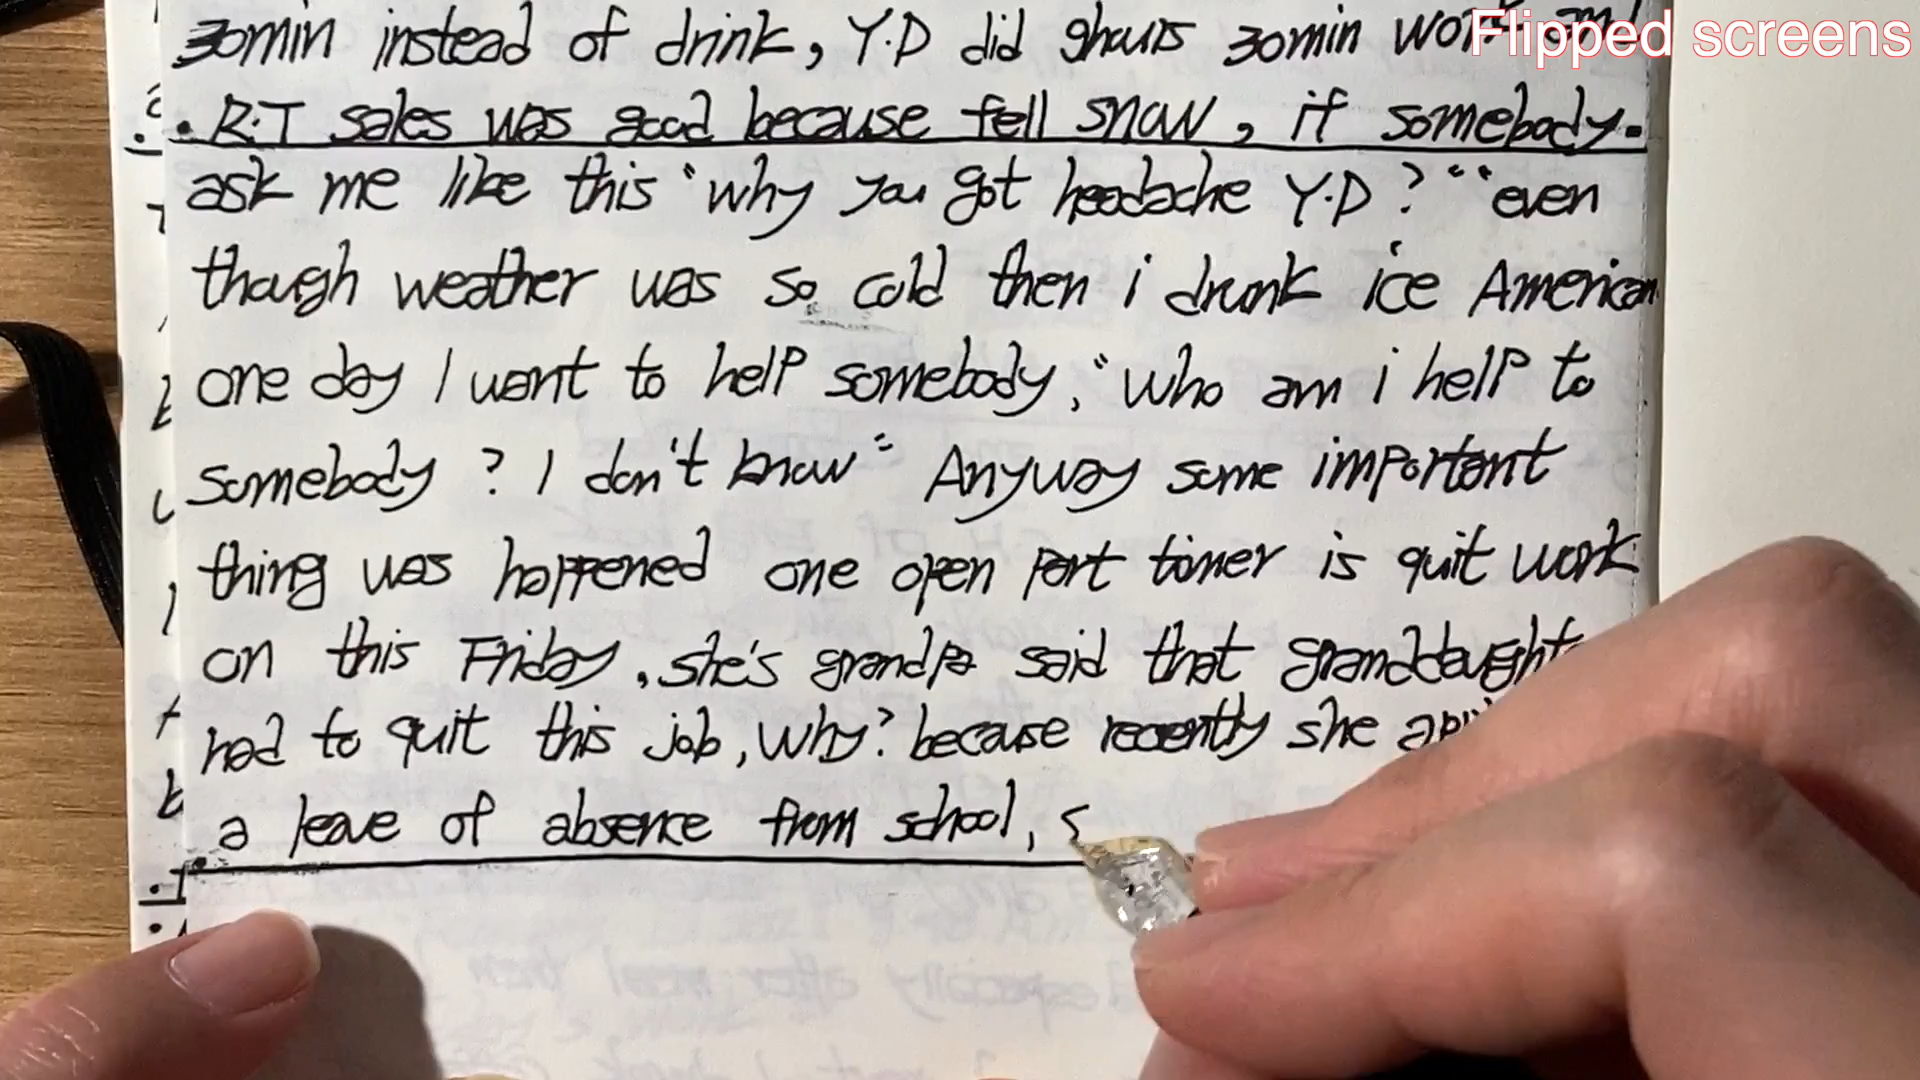 30min instead of drink, Y.D did 9hours 30min work and
Flipped screens
• R.T sales was good because fell snow, if somebody.
ask me like this "why you got headache Y.D?" "even
though weather was so cold then i drunk ice American
one day I want to help somebody, "who am i help to
somebody? I don't know" Anyway some important
thing was happened one open part timer is quit work
on this Friday, she's grandpa said that granddaught
had to quit this job, why? because recently she
a leave of absence from school, s